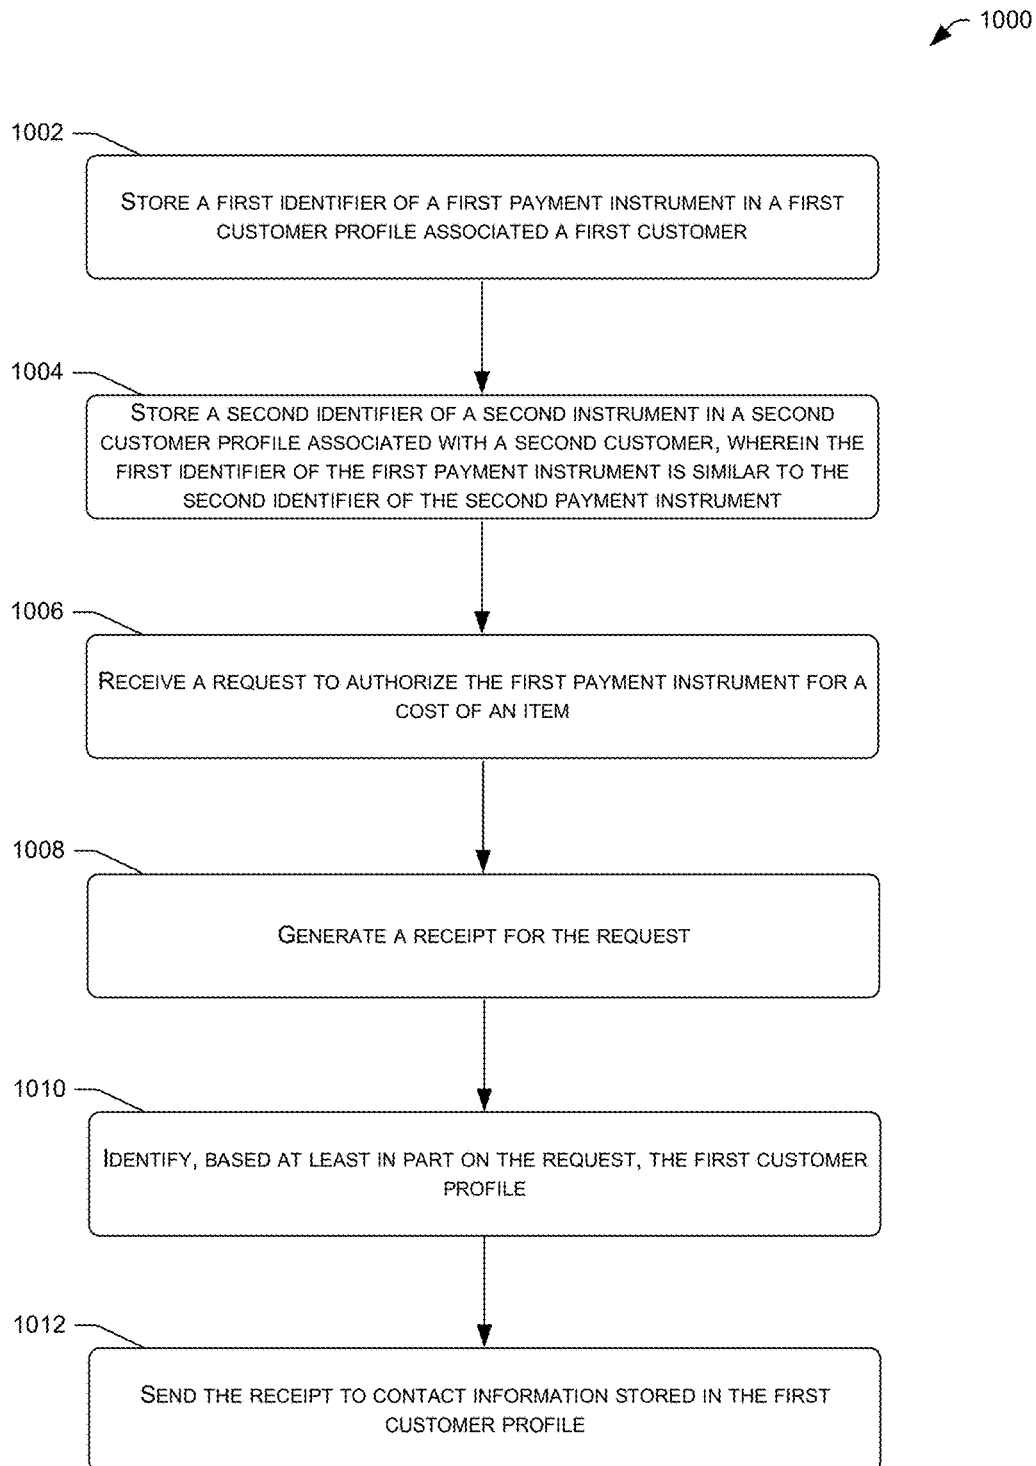 1000
1002
STORE A FIRST IDENTIFIER OF A FIRST PAYMENT INSTRUMENT IN A FIRST
CUSTOMER PROFILE ASSOCIATED A FIRST CUSTOMER
1004
STORE A SECOND IDENTIFIER OF A SECOND INSTRUMENT IN A SECOND
CUSTOMER PROFILE ASSOCIATED WITH A SECOND CUSTOMER, WHEREIN THE
FIRST IDENTIFIER OF THE FIRST PAYMENT INSTRUMENT IS SIMILAR TO THE
SECOND IDENTIFIER OF THE SECOND PAYMENT INSTRUMENT
1006
RECEIVE A REQUEST TO AUTHORIZE THE FIRST PAYMENT INSTRUMENT FOR A
COST OF AN ITEM
1008
GENERATE A RECEIPT FOR THE REQUEST
1010
IDENTIFY, BASED AT LEAST IN PART ON THE REQUEST, THE FIRST CUSTOMER
PROFILE
1012
SEND THE RECEIPT TO CONTACT INFORMATION STORED IN THE FIRST
CUSTOMER PROFILE